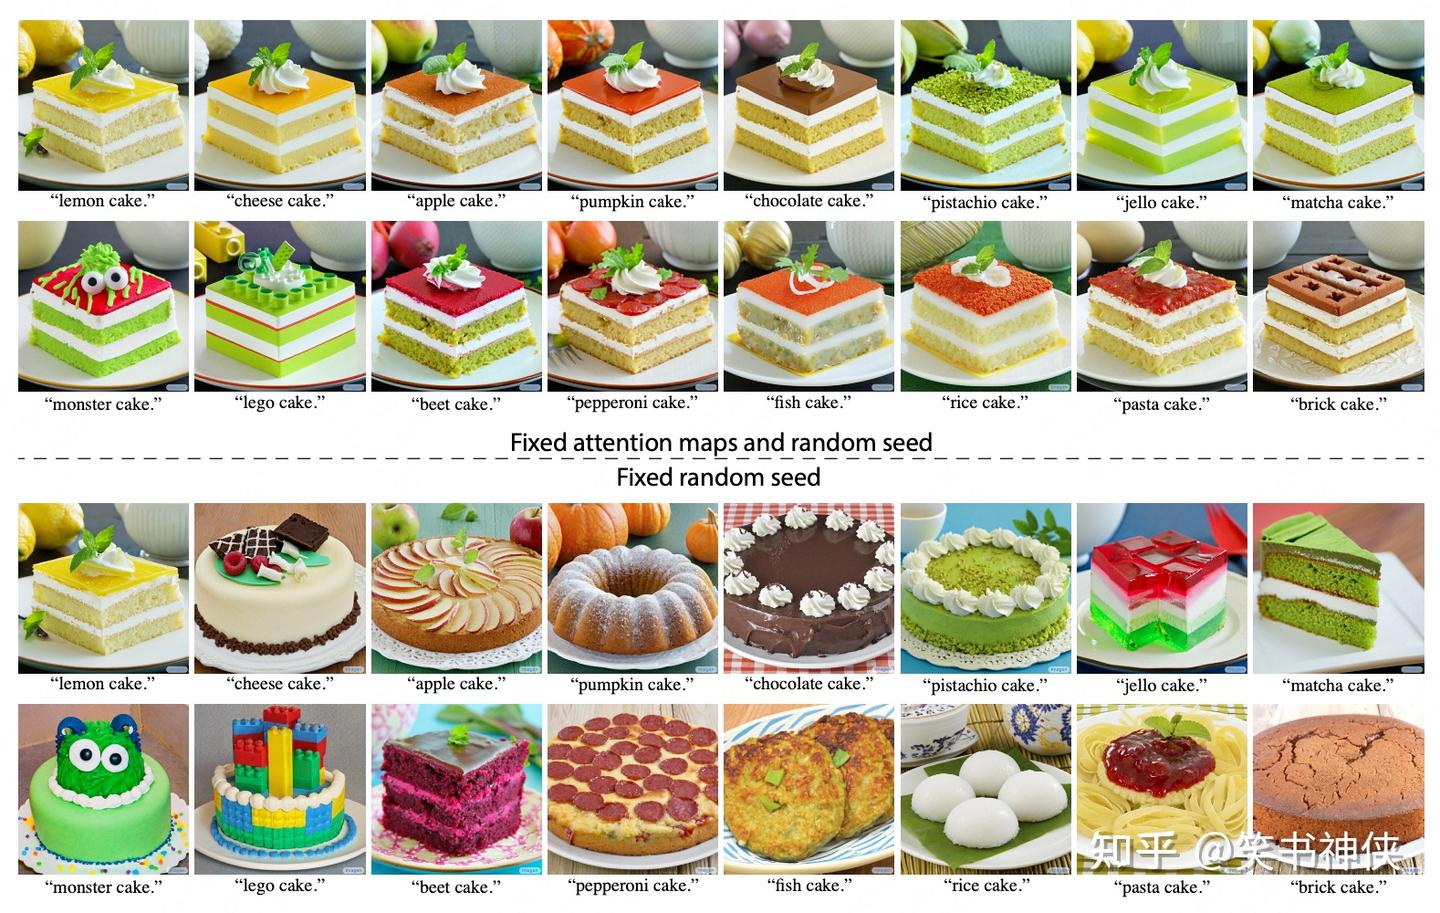 “lemon cake.” “cheese cake.” “apple cake.” “pumpkin cake.” “chocolate cake.” “pistachio cake.” “jello cake.” “matcha cake.”
“monster cake.” “lego cake.” “beet cake.” “pepperoni cake.” “fish cake.” “rice cake.” “pasta cake.” “brick cake.”
Fixed attention maps and random seed
Fixed random seed
“lemon cake.” “cheese cake.” “apple cake.” “pumpkin cake.” “chocolate cake.” “pistachio cake.” “jello cake.” “matcha cake.”
知乎 @笑书神侠
“monster cake.” “lego cake.” “beet cake.” “pepperoni cake.” “fish cake.” “rice cake.” “pasta cake.” “brick cake.”